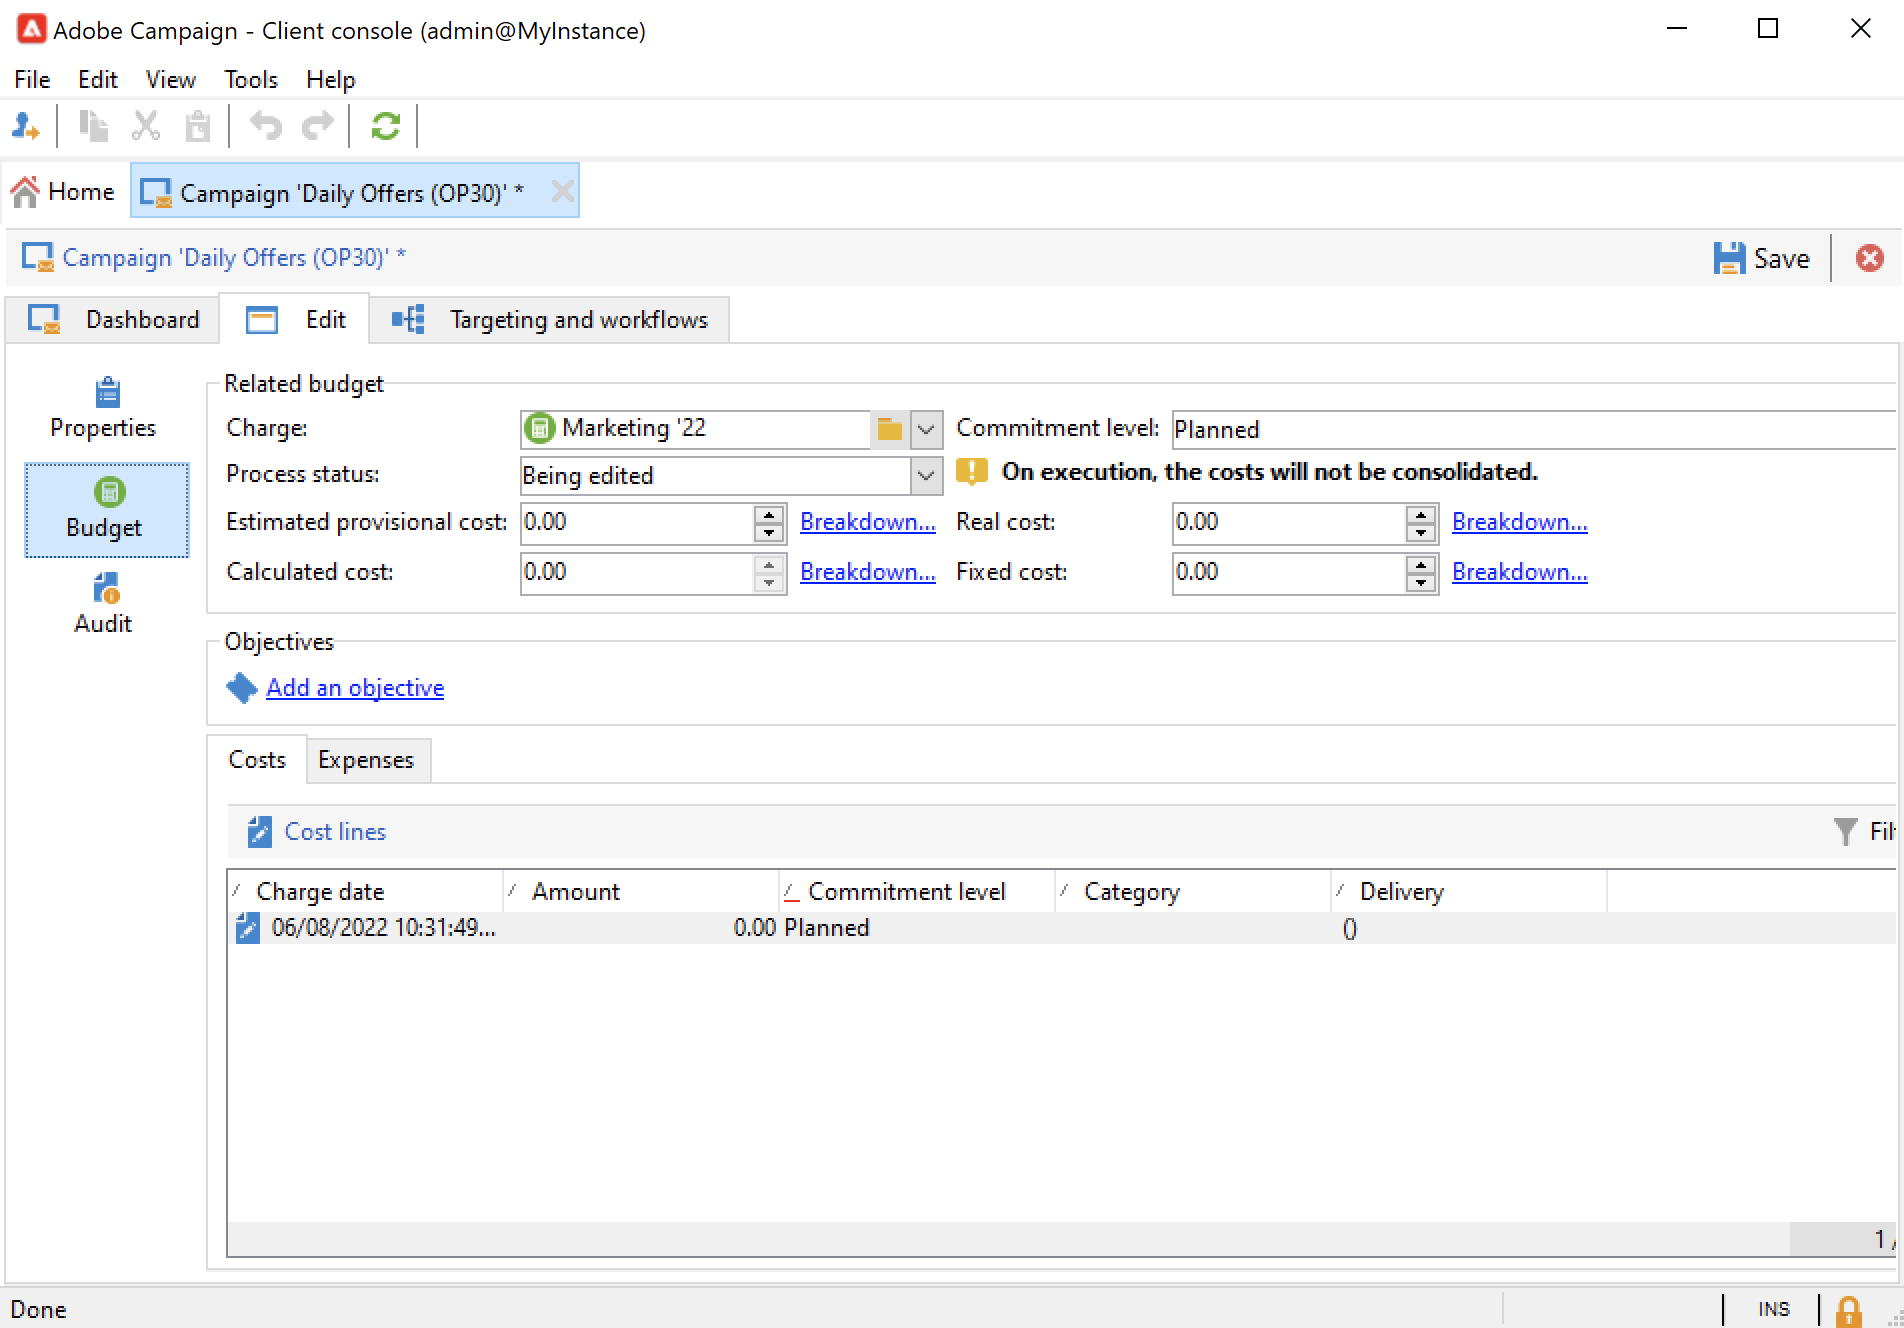 Adobe Campaign - Client console (admin@MyInstance)
File Edit View Tools Help
Home Campaign 'Daily Offers (OP30)' *
Campaign 'Daily Offers (OP30)' * Save
Dashboard Edit Targeting and workflows
Properties
Budget
Audit
Related budget
Charge: Marketing '22 Commitment level: Planned
Process status: Being edited On execution, the costs will not be consolidated.
Estimated provisional cost: 0.00 Breakdown... Real cost: 0.00 Breakdown...
Calculated cost: 0.00 Breakdown... Fixed cost: 0.00 Breakdown...
Objectives
Add an objective
Costs Expenses
Cost lines
Charge date Amount Commitment level Category Delivery
06/08/2022 10:31:49... 0.00 Planned ()
1
Done INS